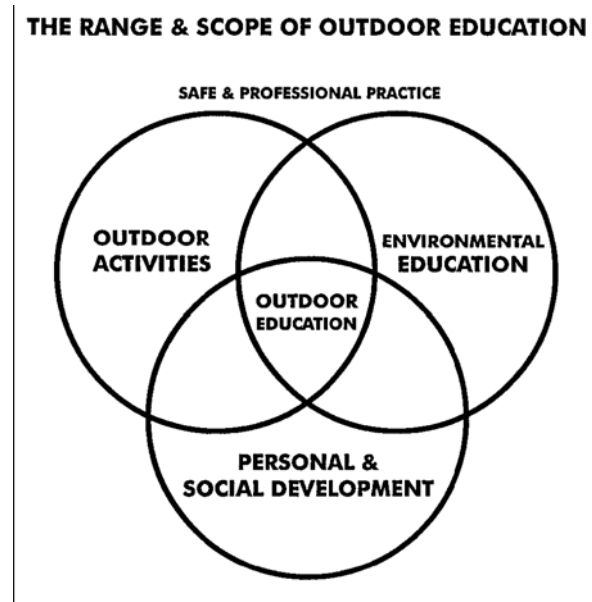 THE RANGE & SCOPE OF OUTDOOR EDUCATION
SAFE & PROFESSIONAL PRACTICE
OUTDOOR
ACTIVITIES
ENVIRONMENTAL
EDUCATION
OUTDOOR
EDUCATION
PERSONAL &
SOCIAL DEVELOPMENT